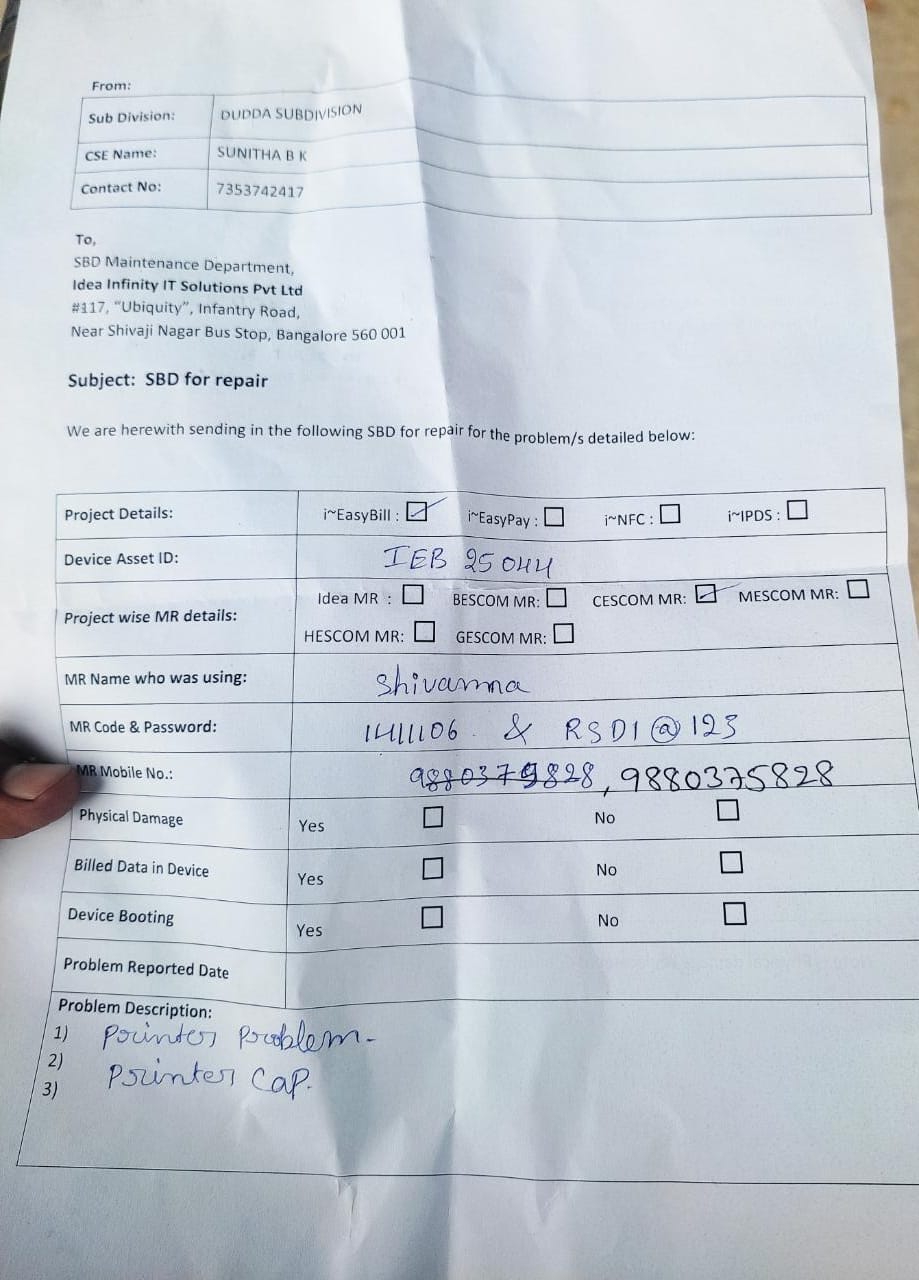 From:
Sub Division: DUDDA SUBDIVISION
CSE Name: SUNITHA B K
Contact No: 7353742417
To,
SBD Maintenance Department,
Idea Infinity IT Solutions Pvt Ltd
#117, “Ubiquity”, Infantry Road,
Near Shivaji Nagar Bus Stop, Bangalore 560 001
Subject: SBD for repair
We are herewith sending in the following SBD for repair for the problem/s detailed below:
Project Details: i~EasyBill : ☑ i~EasyPay : ☐ i~NFC : ☐ i~IPDS : ☐
Device Asset ID: IEB 25044
Project wise MR details: Idea MR : ☐ BESCOM MR: ☐ CESCOM MR: ☑ MESCOM MR: ☐
HESCOM MR: ☐ GESCOM MR: ☐
MR Name who was using: Shivanna
MR Code & Password: 1411106 & RSD1@123
MR Mobile No.: 9880379828, 9880375828
Physical Damage Yes ☐ No ☐
Billed Data in Device Yes ☐ No ☐
Device Booting Yes ☐ No ☐
Problem Reported Date
Problem Description:
1) Printer Problem-
2) Printer Cap.
3)